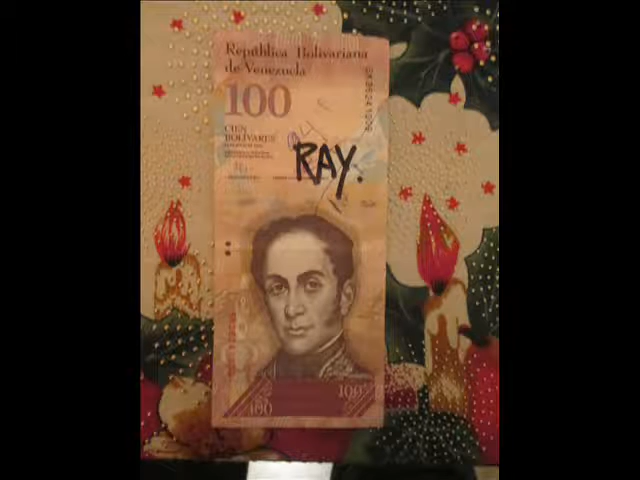 República Bolivariana
de Venezuela
100
CIEN
BOLÍVARES
RAY.
100
100